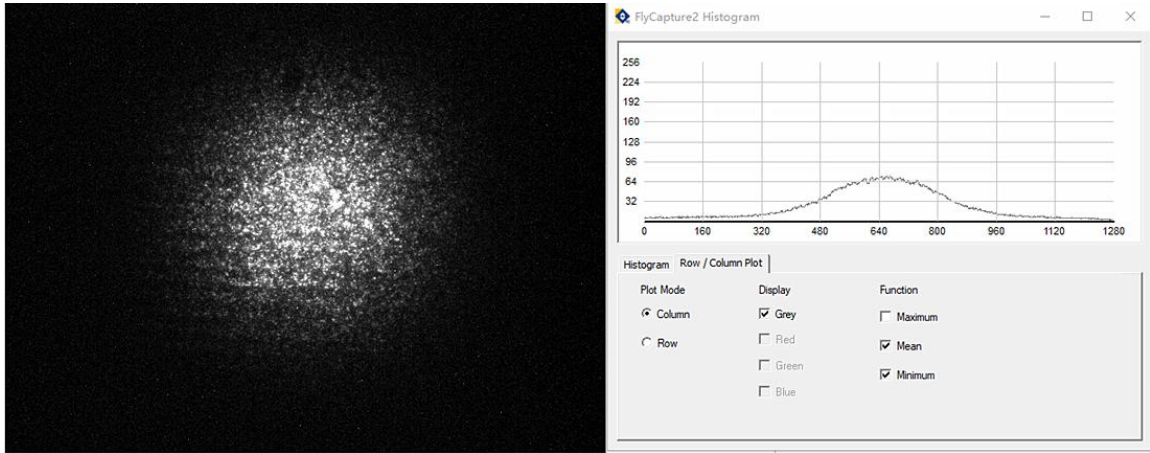 FlyCapture2 Histogram
256
224
192
160
128
96
64
32
0 160 320 480 640 800 960 1120 1280
Histogram Row / Column Plot
Plot Mode Display Function
Column Grey Maximum
Row Red Mean
Green Minimum
Blue